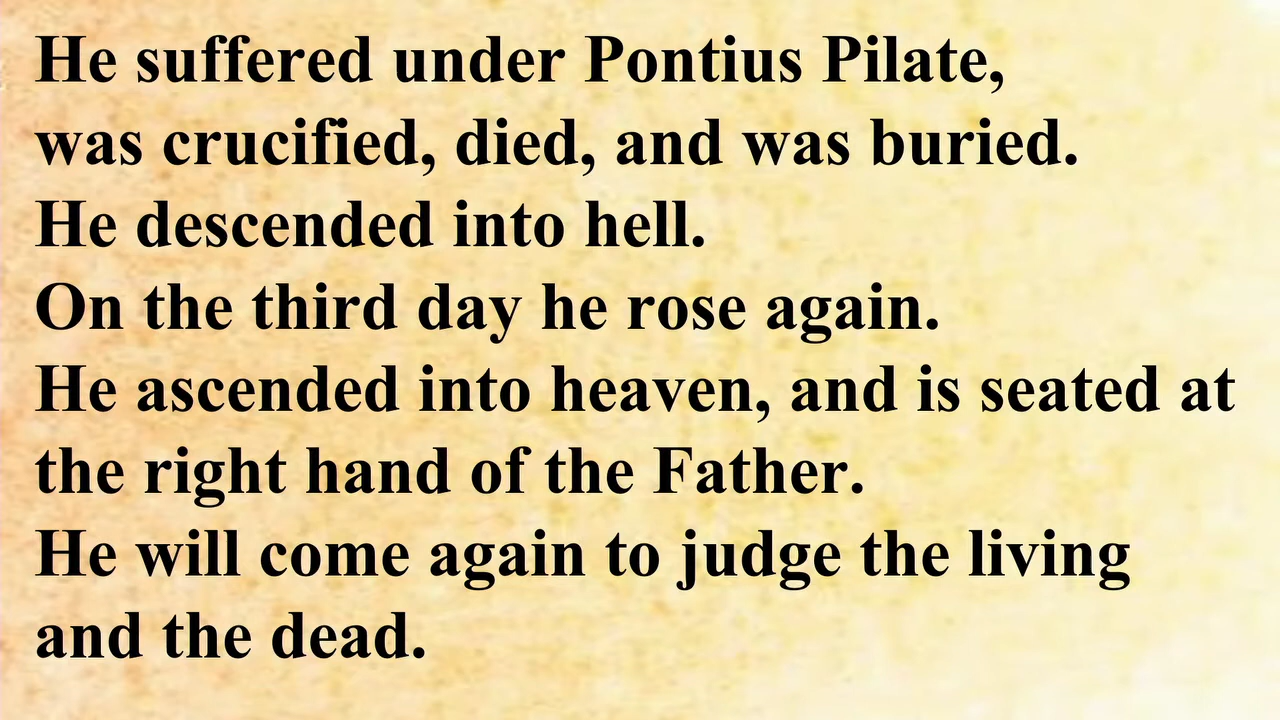 He suffered under Pontius Pilate,
was crucified, died, and was buried.
He descended into hell.
On the third day he rose again.
He ascended into heaven, and is seated at
the right hand of the Father.
He will come again to judge the living
and the dead.